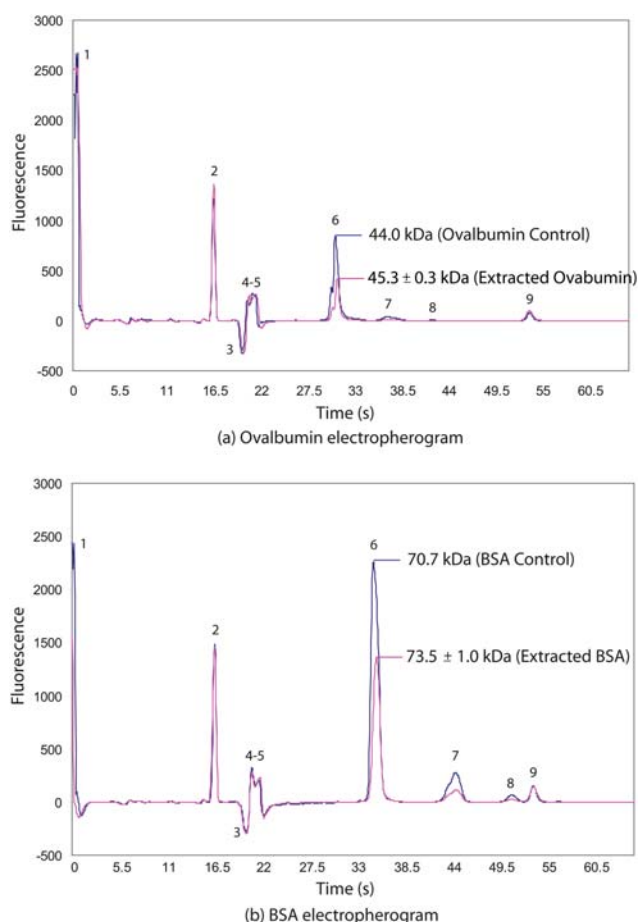 3000
2500
2000
1500
1000
500
0
-500
Fluorescence
1
2
3
4-5
6
7
8
9
44.0 kDa (Ovalbumin Control)
45.3 ± 0.3 kDa (Extracted Ovabumin)
0 5.5 11 16.5 22 27.5 33 38.5 44 49.5 55 60.5
Time (s)
(a) Ovalbumin electropherogram
3000
2500
2000
1500
1000
500
0
-500
Fluorescence
1
2
3
4-5
6
7
8
9
70.7 kDa (BSA Control)
73.5 ± 1.0 kDa (Extracted BSA)
0 5.5 11 16.5 22 27.5 33 38.5 44 49.5 55 60.5
Time (s)
(b) BSA electropherogram